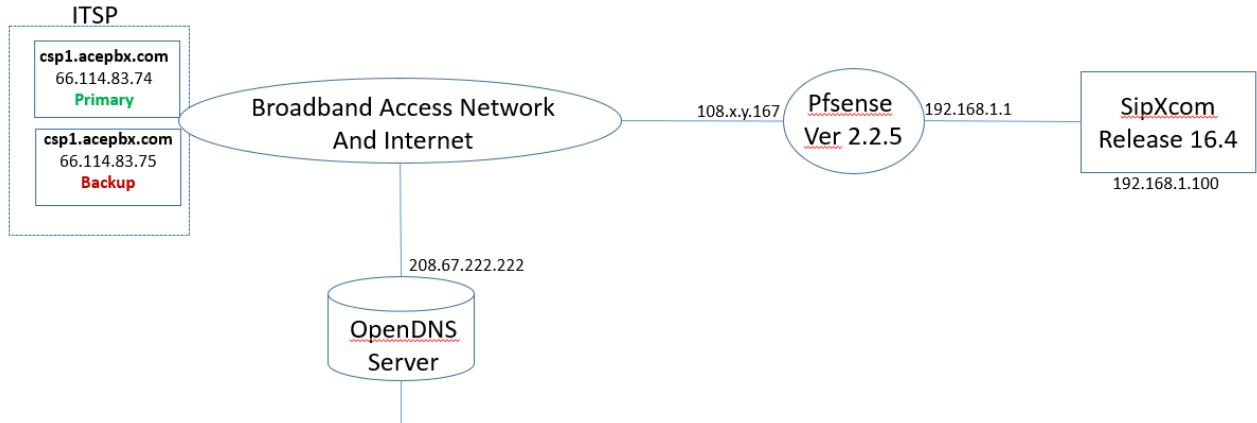 ITSP
csp1.acepbx.com
66.114.83.74
Primary
csp1.acepbx.com
66.114.83.75
Backup
Broadband Access Network
And Internet
108.x.y.167
Pfsense
Ver 2.2.5
192.168.1.1
SipXcom
Release 16.4
192.168.1.100
208.67.222.222
OpenDNS
Server